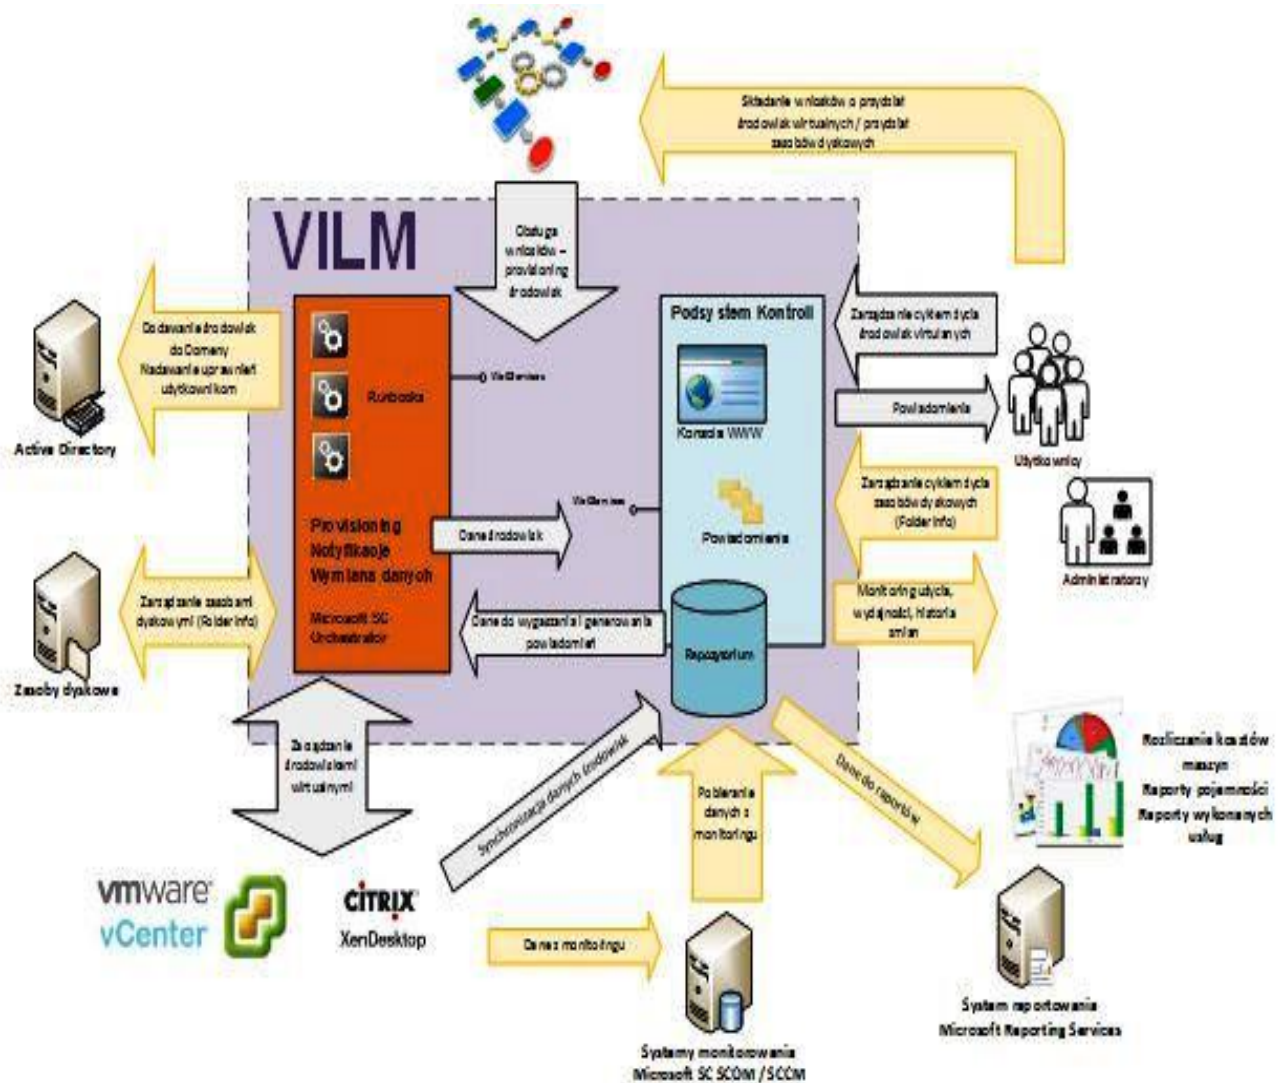 Składanie wniosków o przydział
środowisk wirtualnych / przydział
zasobów dyskowych
VILM
Obsługa
wniosków –
provisioning
środowisk
Podsystem Kontroli
Zarządzanie cyklem życia
środowisk wirtualnych
Dodawanie środowisk
do Domeny
Nadawanie uprawnień
użytkownikom
Runbooks
WebServices
Konsola WWW
Powiadomienia
Active Directory
Użytkownicy
Zarządzanie cyklem życia
zasobów dyskowych
(Folder Info)
WebServices
Provisioning
Notyfikacje
Wymiana danych
Dane środowisk
Powiadomienia
Administratorzy
Zarządzanie zasobami
dyskowymi (Folder Info)
Microsoft SC
Orchestrator
Dane do wygaszania i generowania
powiadomień
Repozytorium
Monitoring użycia,
wydajności, historia
zmian
Zasoby dyskowe
Zarządzanie
środowiskami
wirtualnymi
Synchronizacja danych środowisk
Pobieranie
danych z
monitoringu
Dane do raportów
Rozliczanie kosztów
maszyn
Raporty pojemności
Raporty wykonanych
usług
vmware
vCenter
CITRIX
XenDesktop
Dane z monitoringu
System raportowania
Microsoft Reporting Services
Systemy monitorowania
Microsoft SC SCOM / SCCM